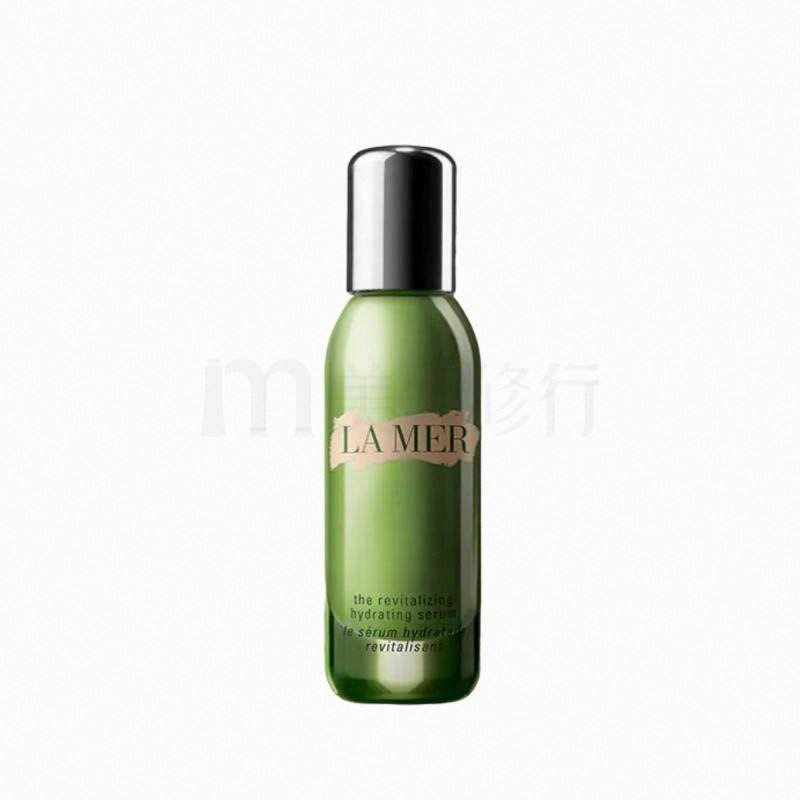 LA MER
the revitalizing
hydrating serum
le sérum hydratant
revitalisant